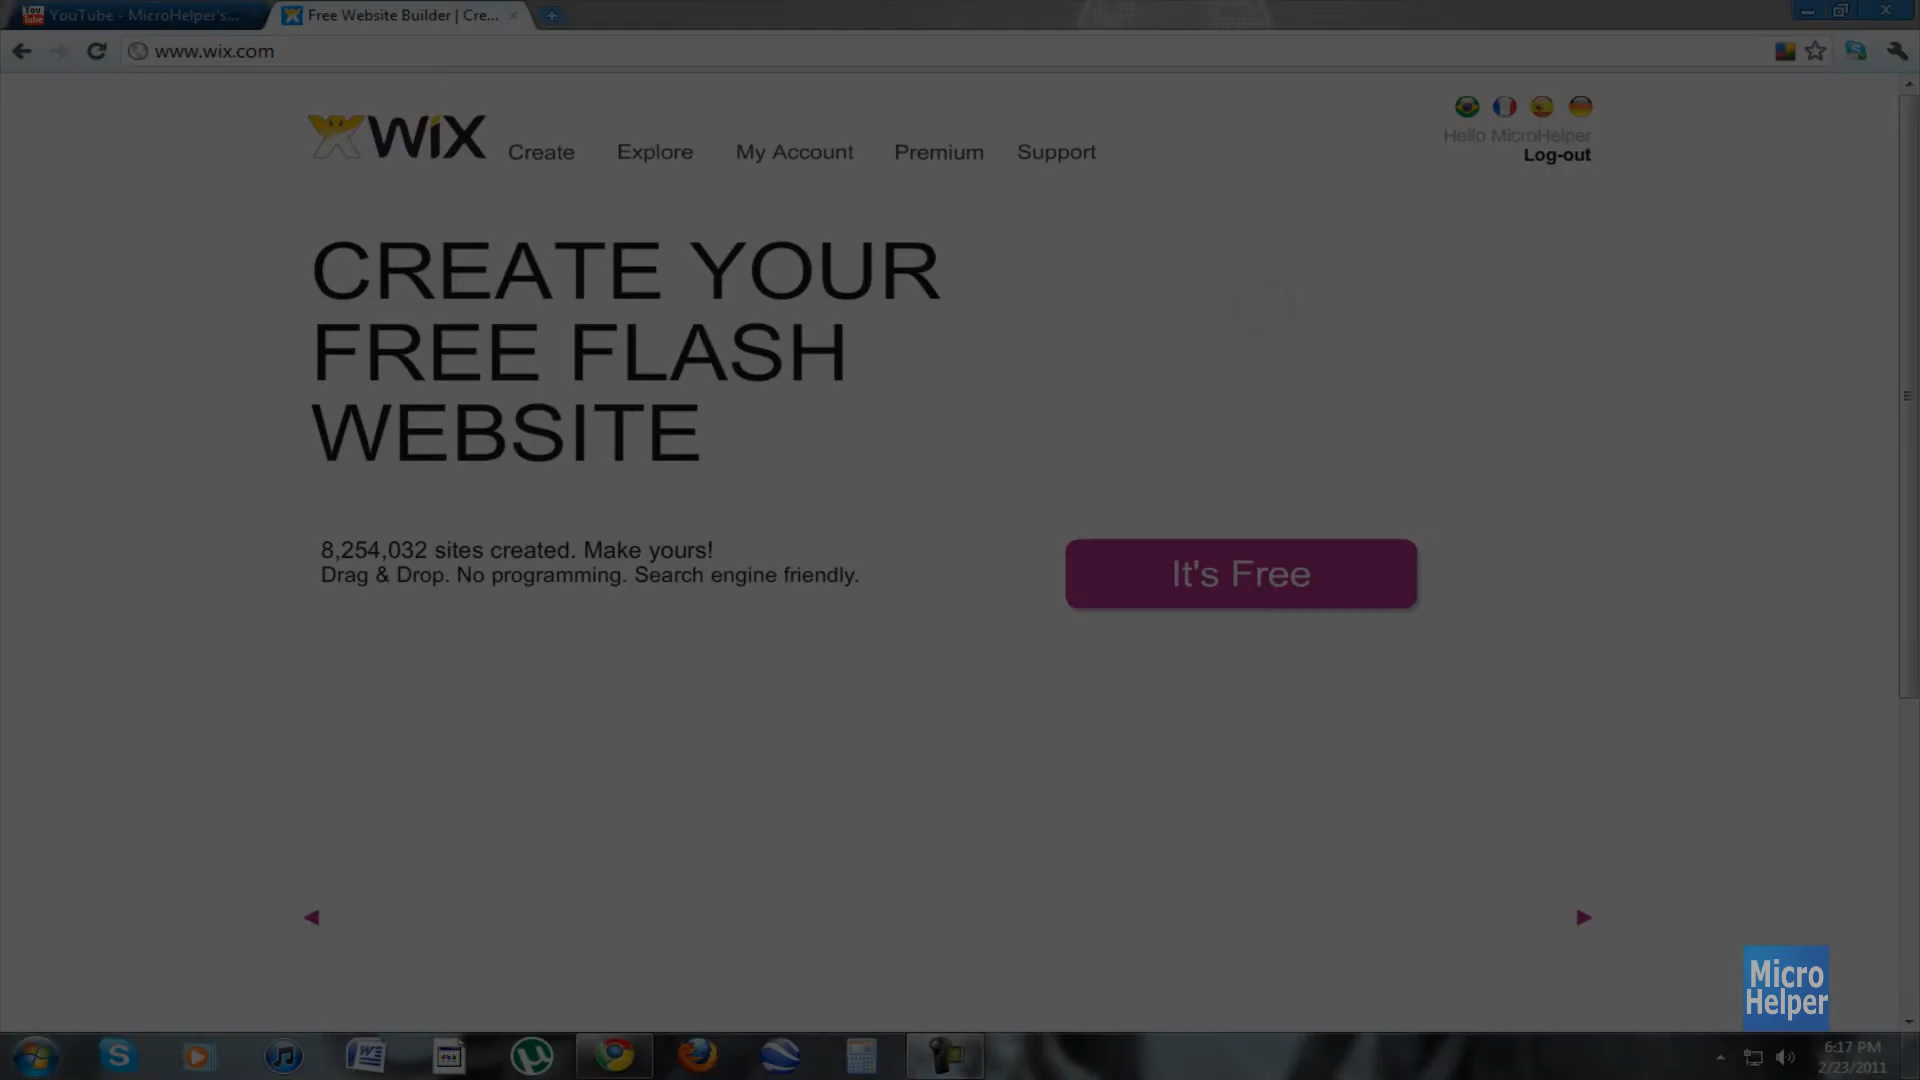 YouTube - MicroHelper's...
Free Website Builder | Cre...
www.wix.com
Hello MicroHelper
Log-out
WiX
Create
Explore
My Account
Premium
Support
CREATE YOUR
FREE FLASH
WEBSITE
8,254,032 sites created. Make yours!
Drag & Drop. No programming. Search engine friendly.
It's Free
Micro
Helper
6:17 PM
2/23/2011